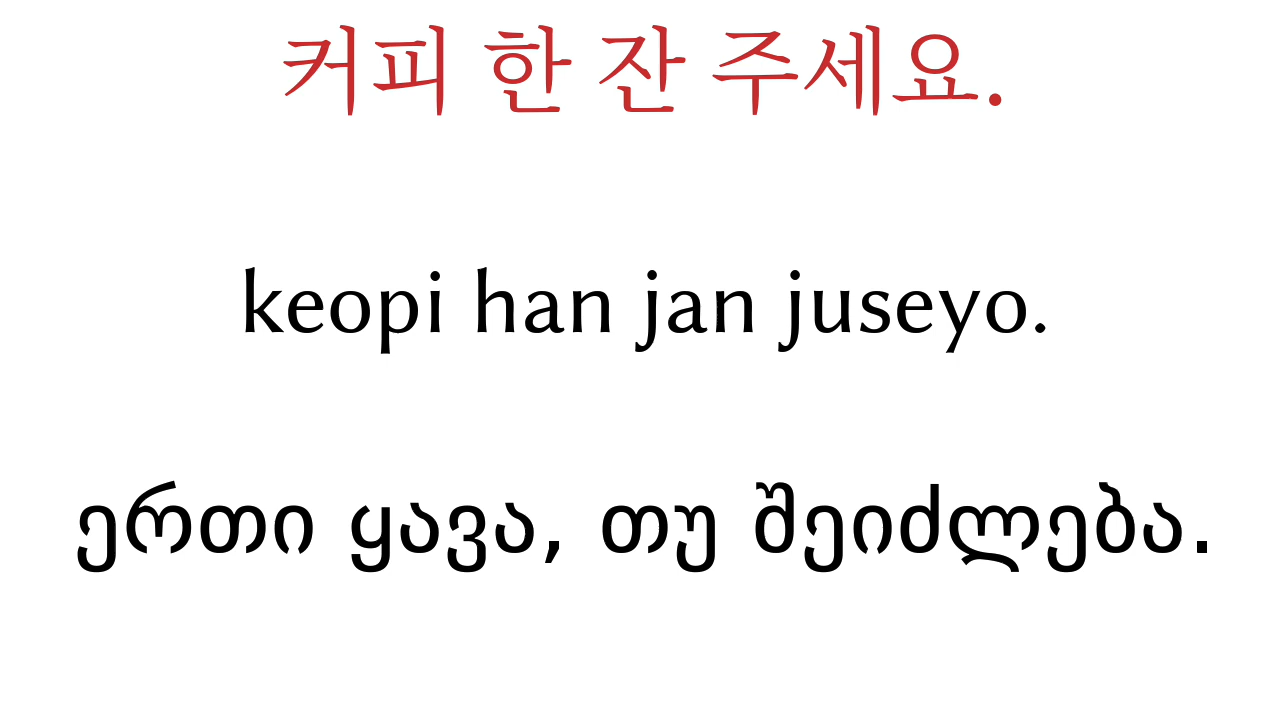 커피 한 잔 주세요.
keopi han jan juseyo.
ერთი ყავა, თუ შეიძლება.